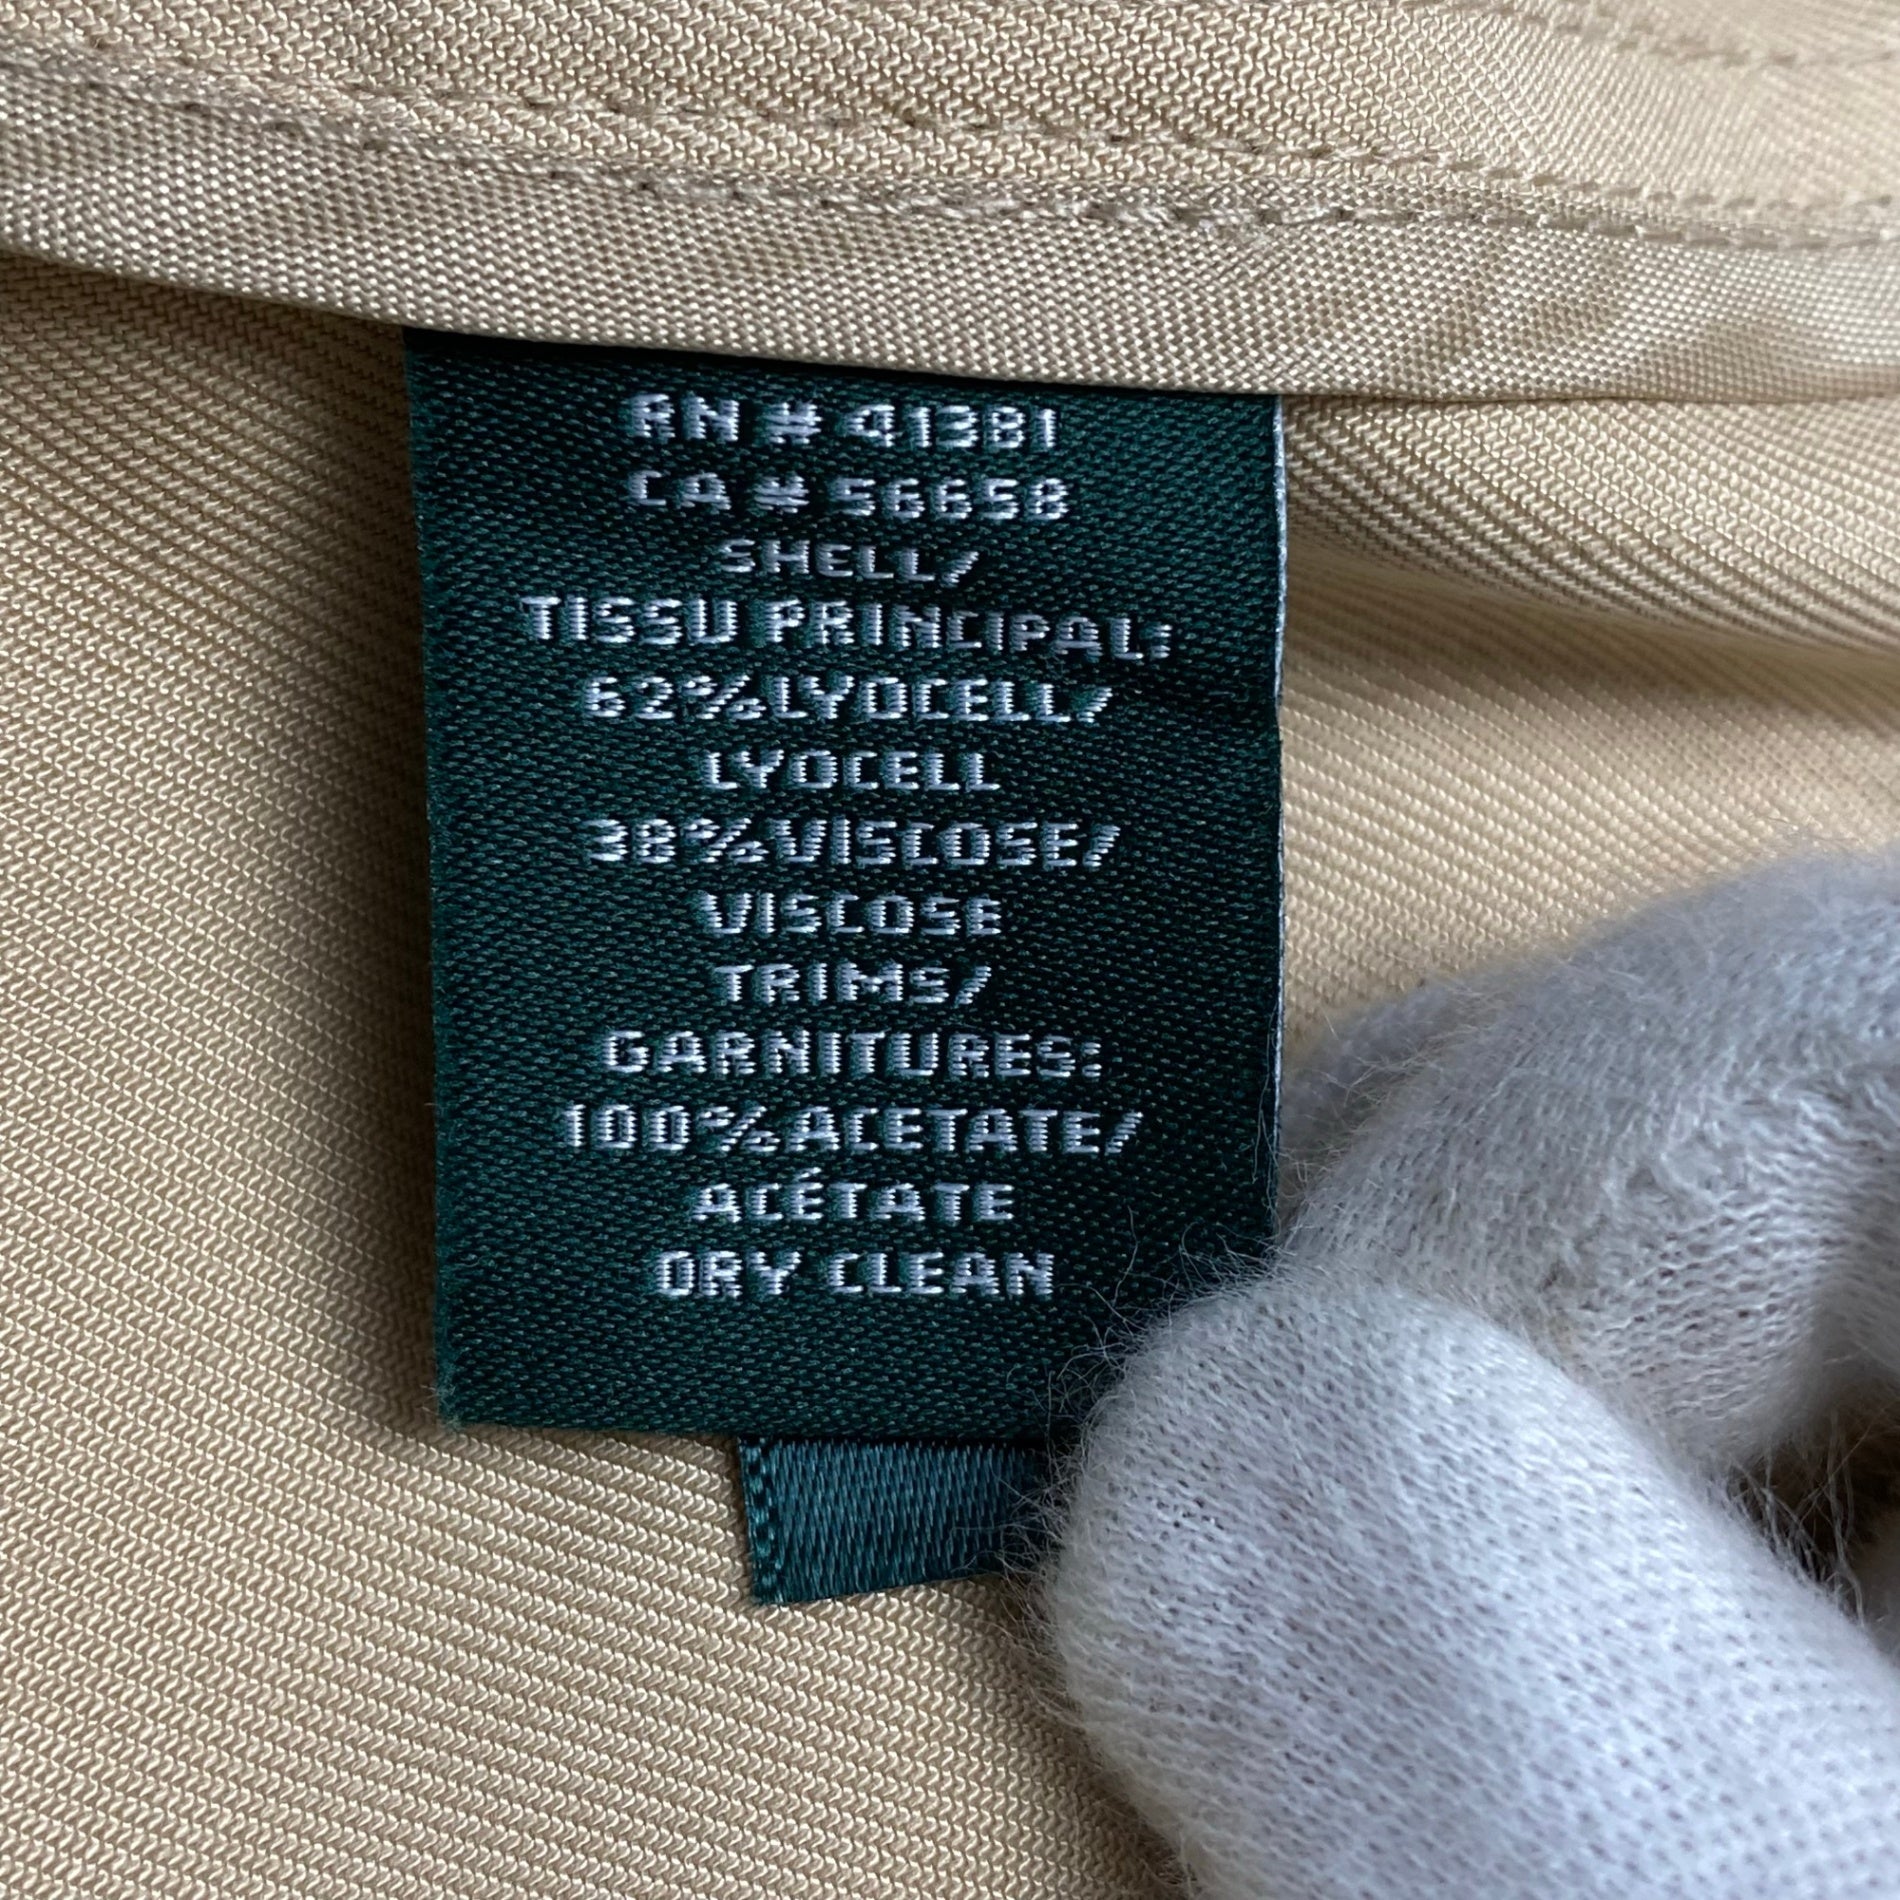 RN # 41381
CA # 56658
SHELL/
TISSU PRINCIPAL:
62% LYOCELL/
LYOCELL
38% VISCOSE/
VISCOSE
TRIMS/
GARNITURES:
100% ACETATE/
ACÉTATE
DRY CLEAN